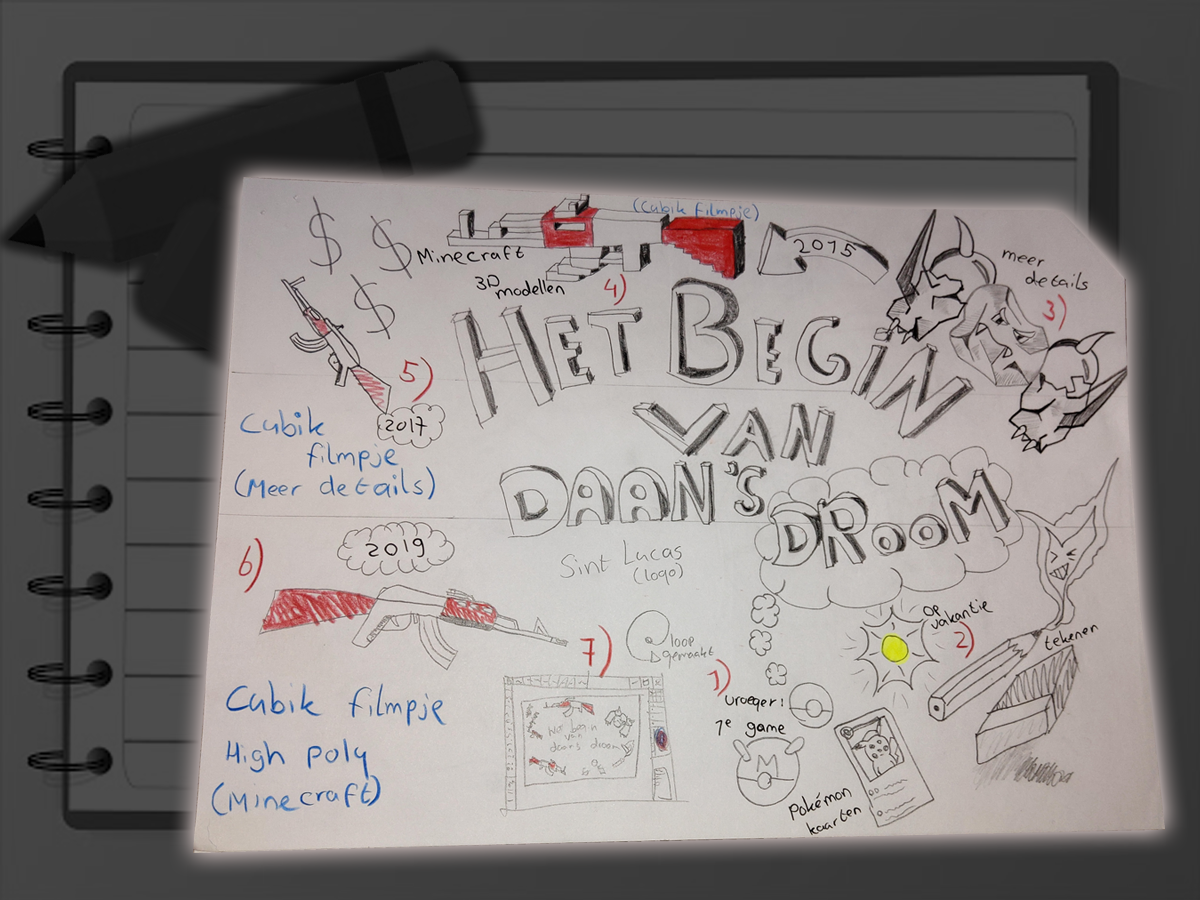 $ $ $
(Cubik filmpje)
Minecraft
3D
modellen
4)
2015
meer
details
3)
HET BEGIN
VAN
DAAN'S
DROOM
5)
2017
Cubik
filmpje
(Meer details)
6)
2019
Sint Lucas
(logo)
7)
loop
gemaakt
op
vakantie
2)
tekenen
1)
vroeger!
1e game
M
Pokémon
kaarten
Cubik filmpje
High poly
(Minecraft)
Het begin
van
daans droom